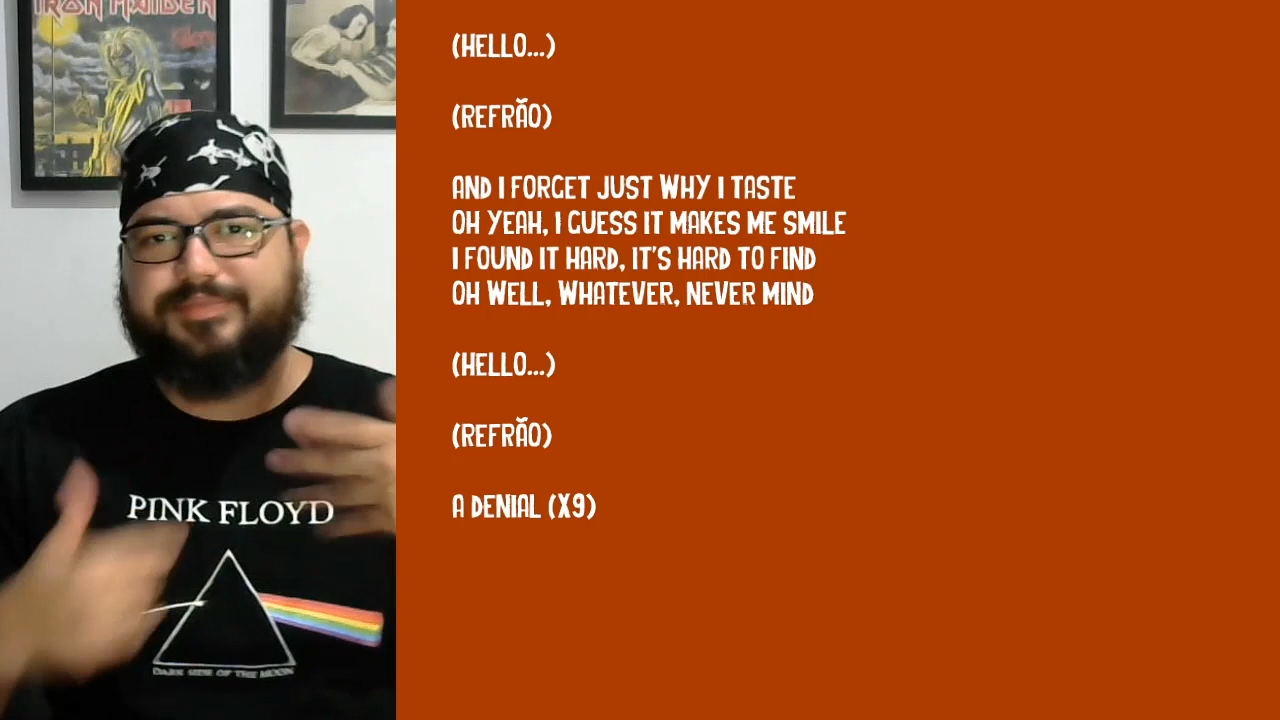 IRON MAIDEN
Killers
(HELLO...)
(REFRÃO)
AND I FORGET JUST WHY I TASTE
OH YEAH, I GUESS IT MAKES ME SMILE
I FOUND IT HARD, IT'S HARD TO FIND
OH WELL, WHATEVER, NEVER MIND
(HELLO...)
(REFRÃO)
A DENIAL (X9)
PINK FLOYD
DARK SIDE OF THE MOON